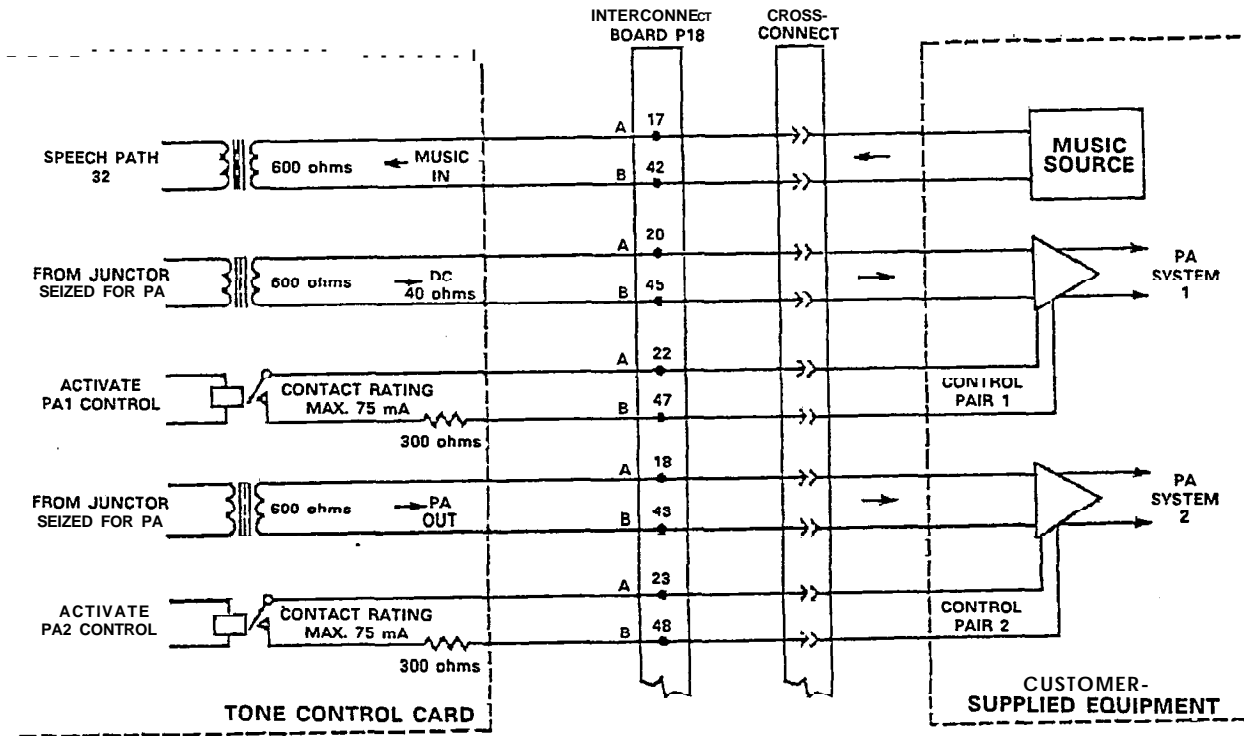 INTERCONNECT
BOARD P18
CROSS-
CONNECT
SPEECH PATH
32
600 ohms
MUSIC
IN
A
17
B
42
MUSIC
SOURCE
FROM JUNCTOR
SEIZED FOR PA
600 ohms
DC
40 ohms
A
20
B
45
PA
SYSTEM
1
ACTIVATE
PA1 CONTROL
CONTACT RATING
MAX. 75 mA
300 ohms
A
22
B
47
CONTROL
PAIR 1
FROM JUNCTOR
SEIZED FOR PA
600 ohms
PA
OUT
A
18
B
43
PA
SYSTEM
2
ACTIVATE
PA2 CONTROL
CONTACT RATING
MAX. 75 mA
300 ohms
A
23
B
48
CONTROL
PAIR 2
TONE CONTROL CARD
CUSTOMER-
SUPPLIED EQUIPMENT